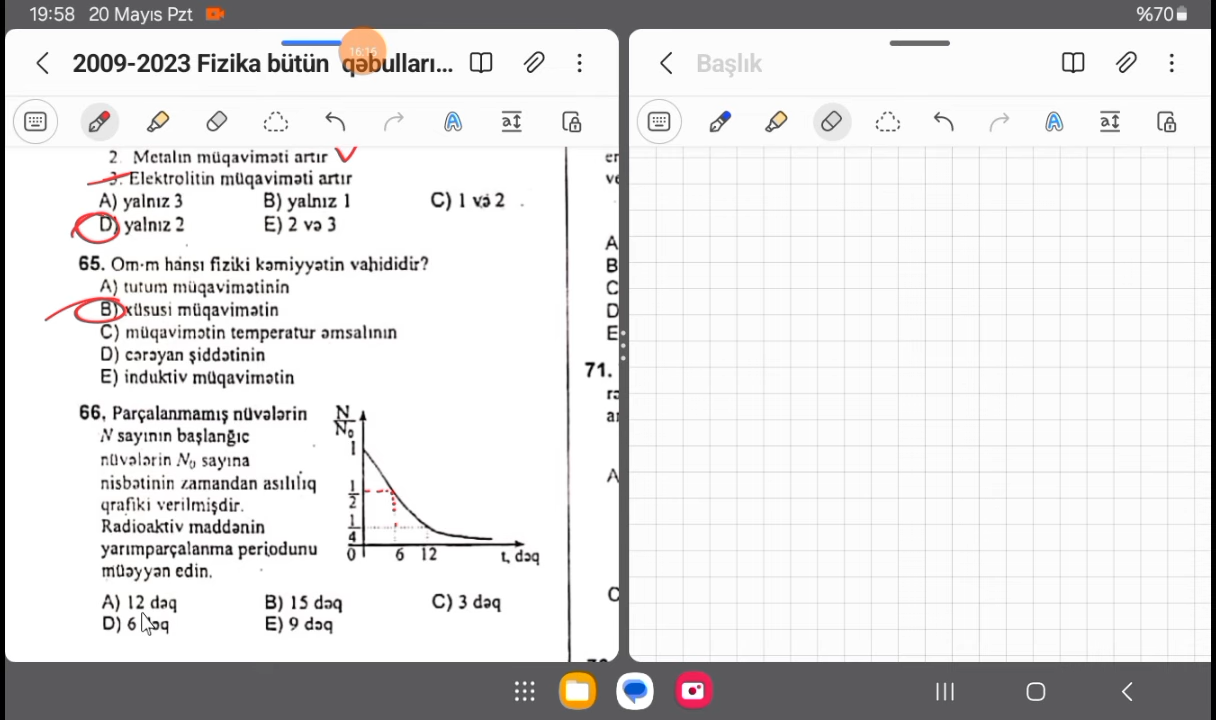 19:58 20 Mayıs Pzt %70
16:16
2009-2023 Fizika bütün qəbulları...
Başlık
2. Metalın müqaviməti artır
3. Elektrolitin müqaviməti artır
A) yalnız 3 B) yalnız 1 C) 1 və 2
D) yalnız 2 E) 2 və 3
65. Om·m hansı fiziki kəmiyyətin vahididir?
A) tutum müqavimətinin
B) xüsusi müqavimətin
C) müqavimətin temperatur əmsalının
D) cərəyan şiddətinin
E) induktiv müqavimətin
66. Parçalanmamış nüvələrin
N sayının başlanğıc
nüvələrin N₀ sayına
nisbətinin zamandan asılılıq
qrafiki verilmişdir.
Radioaktiv maddənin
yarımparçalanma periodunu
müəyyən edin.
N/N₀
1
1/2
1/4
0 6 12 t, dəq
A) 12 dəq B) 15 dəq C) 3 dəq
D) 6 dəq E) 9 dəq
er
A
B
C
D
E
71.
A
C